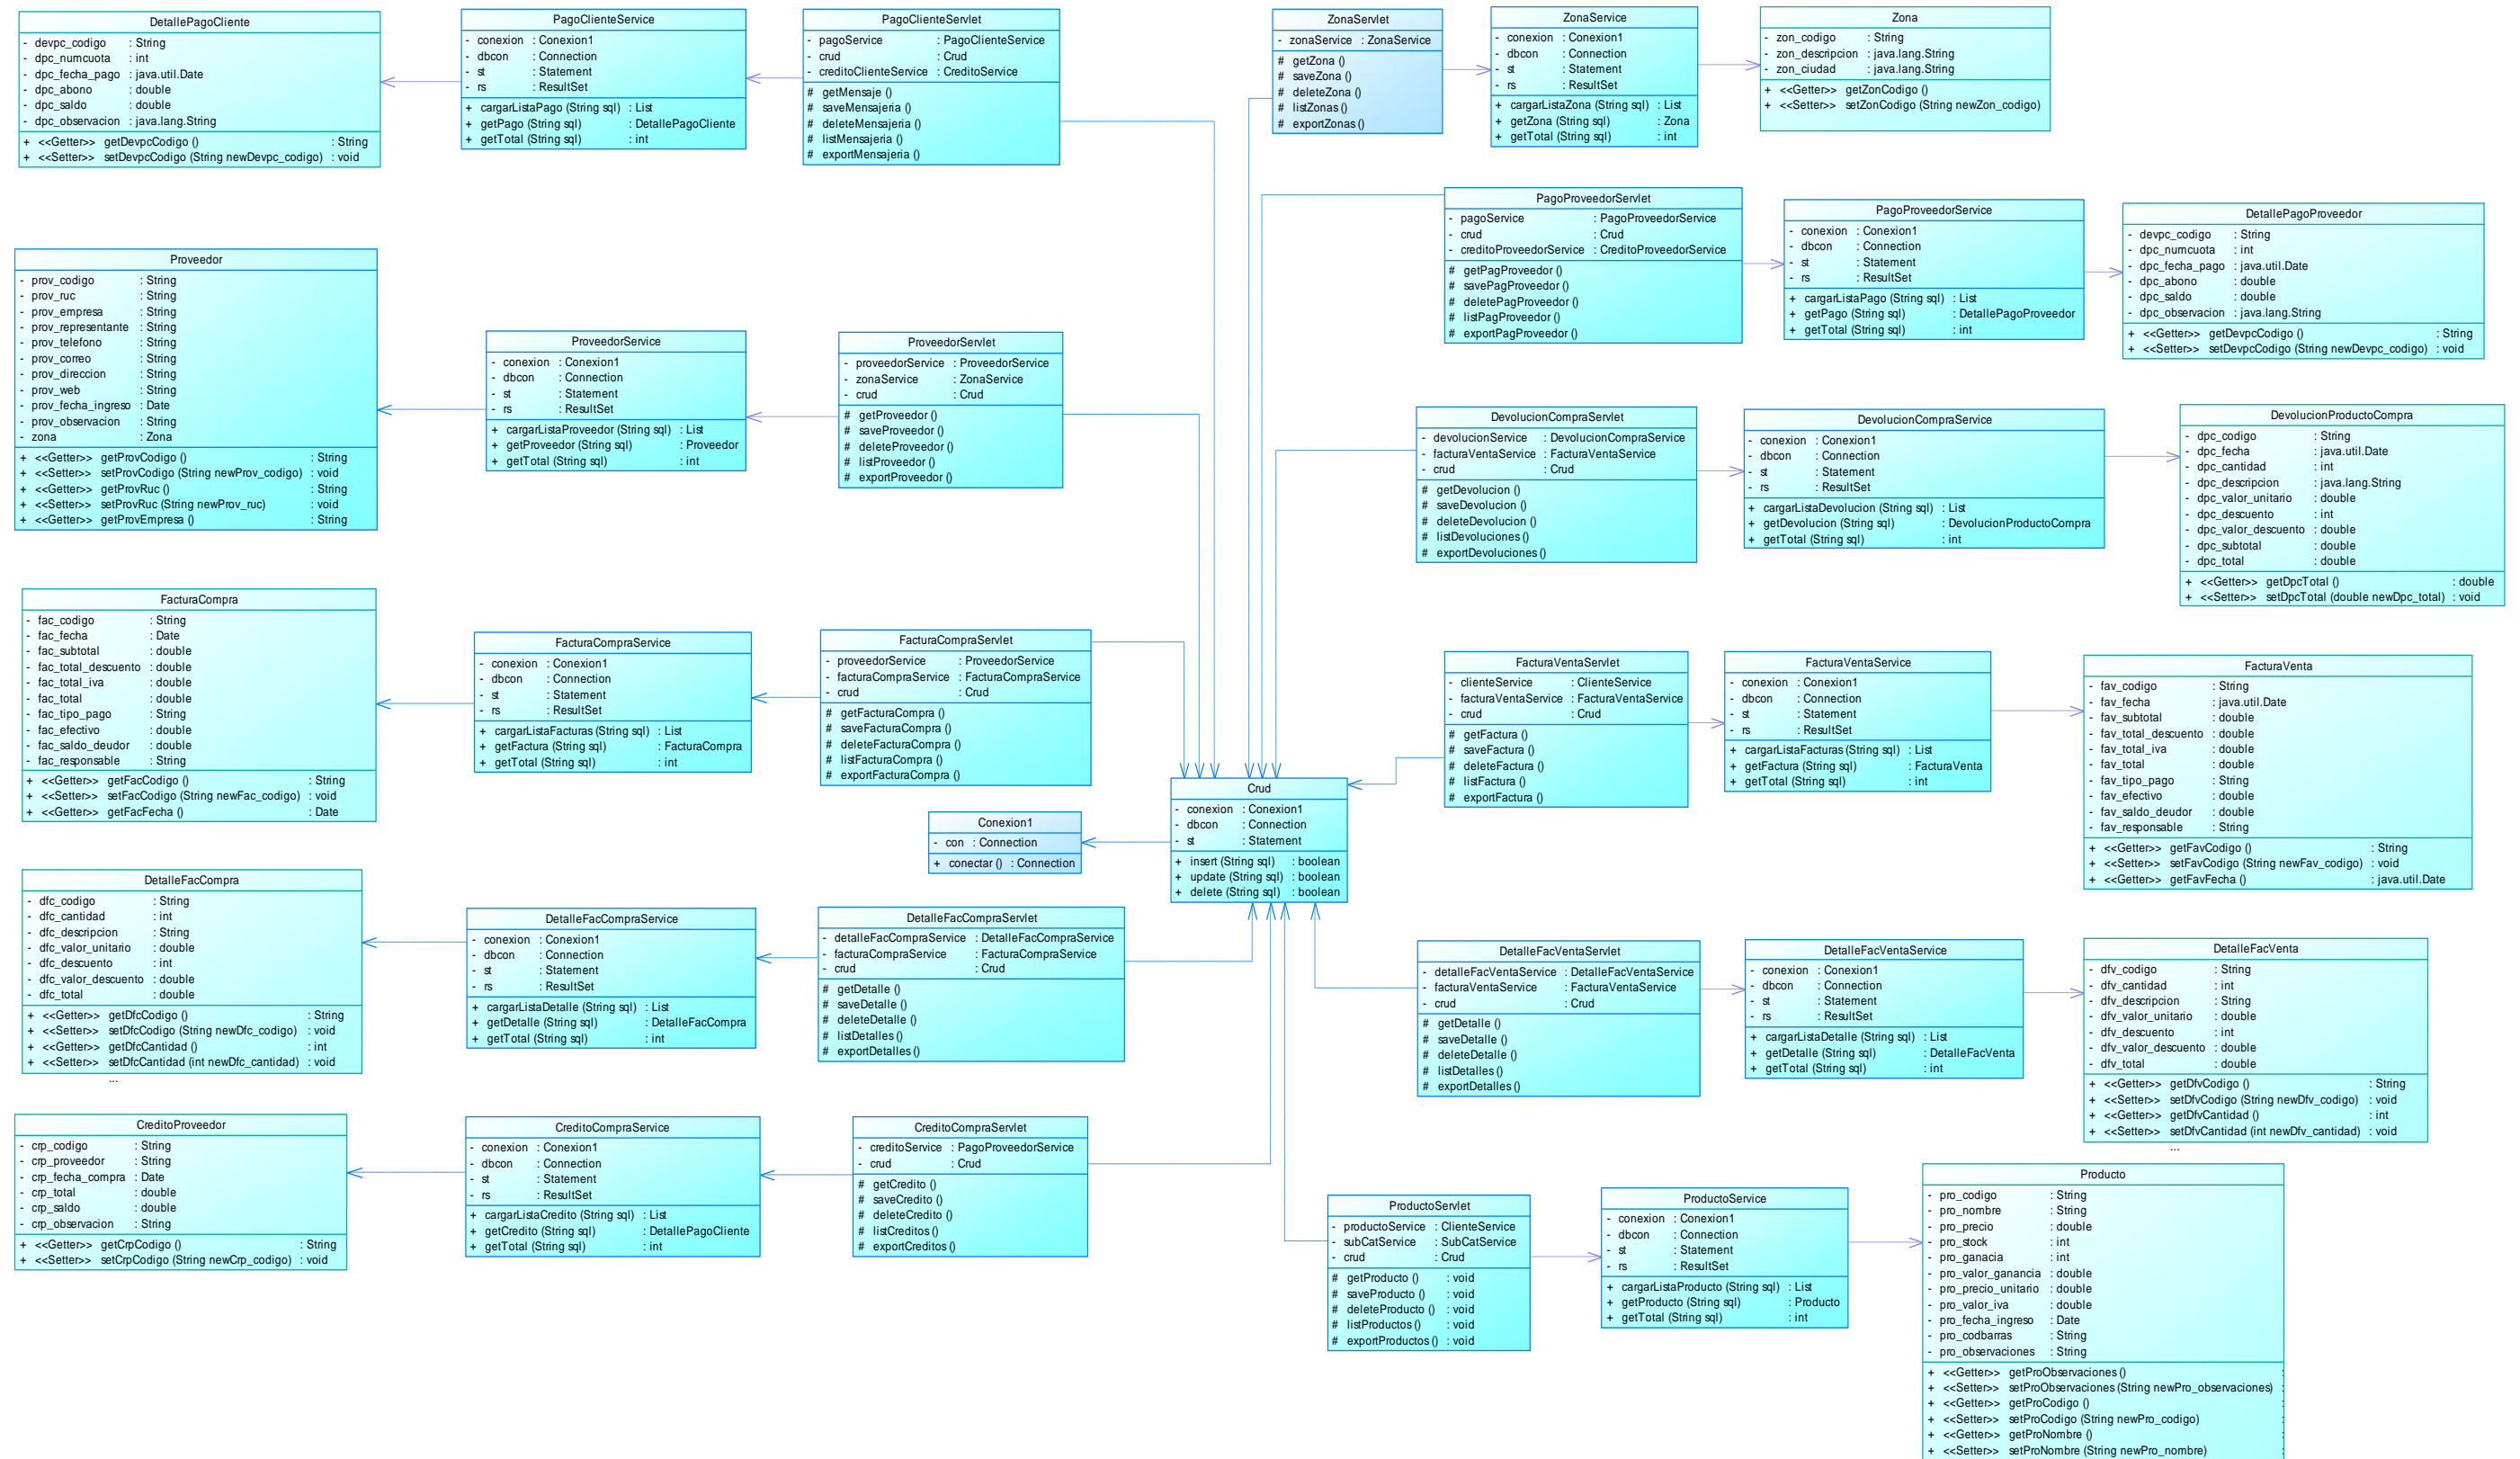 DetallePagoCliente
- devpc_codigo : String
- dpc_numcuota : int
- dpc_fecha_pago : java.util.Date
- dpc_abono : double
- dpc_saldo : double
- dpc_observacion : java.lang.String
+ <<Getter>> getDevpcCodigo () : String
+ <<Setter>> setDevpcCodigo (String newDevpc_codigo) : void
PagoClienteService
- conexion : Conexion1
- dbcon : Connection
- st : Statement
- rs : ResultSet
+ cargarListaPago (String sql) : List
+ getPago (String sql) : DetallePagoCliente
+ getTotal (String sql) : int
PagoClienteServlet
- pagoService : PagoClienteService
- crud : Crud
- creditoClienteService : CreditoService
# getMensaje ()
# saveMensajeria ()
# deleteMensajeria ()
# listMensajeria ()
# exportMensajeria ()
ZonaServlet
- zonaService : ZonaService
# getZona ()
# saveZona ()
# deleteZona ()
# listZonas ()
# exportZonas ()
ZonaService
- conexion : Conexion1
- dbcon : Connection
- st : Statement
- rs : ResultSet
+ cargarListaZona (String sql) : List
+ getZona (String sql) : Zona
+ getTotal (String sql) : int
Zona
- zon_codigo : String
- zon_descripcion : java.lang.String
- zon_ciudad : java.lang.String
+ <<Getter>> getZonCodigo ()
+ <<Setter>> setZonCodigo (String newZon_codigo)
PagoProveedorServlet
- pagoService : PagoProveedorService
- crud : Crud
- creditoProveedorService : CreditoProveedorService
# getPagProveedor ()
# savePagProveedor ()
# deletePagProveedor ()
# listPagProveedor ()
# exportPagProveedor ()
PagoProveedorService
- conexion : Conexion1
- dbcon : Connection
- st : Statement
- rs : ResultSet
+ cargarListaPago (String sql) : List
+ getPago (String sql) : DetallePagoProveedor
+ getTotal (String sql) : int
DetallePagoProveedor
- devpc_codigo : String
- dpc_numcuota : int
- dpc_fecha_pago : java.util.Date
- dpc_abono : double
- dpc_saldo : double
- dpc_observacion : java.lang.String
+ <<Getter>> getDevpcCodigo () : String
+ <<Setter>> setDevpcCodigo (String newDevpc_codigo) : void
Proveedor
- prov_codigo : String
- prov_ruc : String
- prov_empresa : String
- prov_representante : String
- prov_telefono : String
- prov_correo : String
- prov_direccion : String
- prov_web : String
- prov_fecha_ingreso : Date
- prov_observacion : String
- zona : Zona
+ <<Getter>> getProvCodigo () : String
+ <<Setter>> setProvCodigo (String newProv_codigo) : void
+ <<Getter>> getProvRuc () : String
+ <<Setter>> setProvRuc (String newProv_ruc) : void
+ <<Getter>> getProvEmpresa () : String
ProveedorService
- conexion : Conexion1
- dbcon : Connection
- st : Statement
- rs : ResultSet
+ cargarListaProveedor (String sql) : List
+ getProveedor (String sql) : Proveedor
+ getTotal (String sql) : int
ProveedorServlet
- proveedorService : ProveedorService
- zonaService : ZonaService
- crud : Crud
# getProveedor ()
# saveProveedor ()
# deleteProveedor ()
# listProveedor ()
# exportProveedor ()
DevolucionCompraServlet
- devolucionService : DevolucionCompraService
- facturaVentaService : FacturaVentaService
- crud : Crud
# getDevolucion ()
# saveDevolucion ()
# deleteDevolucion ()
# listDevoluciones ()
# exportDevoluciones ()
DevolucionCompraService
- conexion : Conexion1
- dbcon : Connection
- st : Statement
- rs : ResultSet
+ cargarListaDevolucion (String sql) : List
+ getDevolucion (String sql) : DevolucionProductoCompra
+ getTotal (String sql) : int
DevolucionProductoCompra
- dpc_codigo : String
- dpc_fecha : java.util.Date
- dpc_cantidad : int
- dpc_descripcion : java.lang.String
- dpc_valor_unitario : double
- dpc_descuento : int
- dpc_valor_descuento : double
- dpc_subtotal : double
- dpc_total : double
+ <<Getter>> getDpcTotal () : double
+ <<Setter>> setDpcTotal (double newDpc_total) : void
FacturaCompra
- fac_codigo : String
- fac_fecha : Date
- fac_subtotal : double
- fac_total_descuento : double
- fac_total_iva : double
- fac_total : double
- fac_tipo_pago : String
- fac_efectivo : double
- fac_saldo_deudor : double
- fac_responsable : String
+ <<Getter>> getFacCodigo () : String
+ <<Setter>> setFacCodigo (String newFac_codigo) : void
+ <<Getter>> getFacFecha () : Date
FacturaCompraService
- conexion : Conexion1
- dbcon : Connection
- st : Statement
- rs : ResultSet
+ cargarListaFacturas (String sql) : List
+ getFactura (String sql) : FacturaCompra
+ getTotal (String sql) : int
FacturaCompraServlet
- proveedorService : ProveedorService
- facturaCompraService : FacturaCompraService
- crud : Crud
# getFacturaCompra ()
# saveFacturaCompra ()
# deleteFacturaCompra ()
# listFacturaCompra ()
# exportFacturaCompra ()
FacturaVentaServlet
- clienteService : ClienteService
- facturaVentaService : FacturaVentaService
- crud : Crud
# getFactura ()
# saveFactura ()
# deleteFactura ()
# listFactura ()
# exportFactura ()
FacturaVentaService
- conexion : Conexion1
- dbcon : Connection
- st : Statement
- rs : ResultSet
+ cargarListaFacturas (String sql) : List
+ getFactura (String sql) : FacturaVenta
+ getTotal (String sql) : int
FacturaVenta
- fav_codigo : String
- fav_fecha : java.util.Date
- fav_subtotal : double
- fav_total_descuento : double
- fav_total_iva : double
- fav_total : double
- fav_tipo_pago : String
- fav_efectivo : double
- fav_saldo_deudor : double
- fav_responsable : String
+ <<Getter>> getFavCodigo () : String
+ <<Setter>> setFavCodigo (String newFav_codigo) : void
+ <<Getter>> getFavFecha () : java.util.Date
Crud
- conexion : Conexion1
- dbcon : Connection
- st : Statement
+ insert (String sql) : boolean
+ update (String sql) : boolean
+ delete (String sql) : boolean
Conexion1
- con : Connection
+ conectar () : Connection
DetalleFacCompra
- dfc_codigo : String
- dfc_cantidad : int
- dfc_descripcion : String
- dfc_valor_unitario : double
- dfc_descuento : int
- dfc_valor_descuento : double
- dfc_total : double
+ <<Getter>> getDfcCodigo () : String
+ <<Setter>> setDfcCodigo (String newDfc_codigo) : void
+ <<Getter>> getDfcCantidad () : int
+ <<Setter>> setDfcCantidad (int newDfc_cantidad) : void
...
DetalleFacCompraService
- conexion : Conexion1
- dbcon : Connection
- st : Statement
- rs : ResultSet
+ cargarListaDetalle (String sql) : List
+ getDetalle (String sql) : DetalleFacCompra
+ getTotal (String sql) : int
DetalleFacCompraServlet
- detalleFacCompraService : DetalleFacCompraService
- facturaCompraService : FacturaCompraService
- crud : Crud
# getDetalle ()
# saveDetalle ()
# deleteDetalle ()
# listDetalles ()
# exportDetalles ()
DetalleFacVentaServlet
- detalleFacVentaService : DetalleFacVentaService
- facturaVentaService : FacturaVentaService
- crud : Crud
# getDetalle ()
# saveDetalle ()
# deleteDetalle ()
# listDetalles ()
# exportDetalles ()
DetalleFacVentaService
- conexion : Conexion1
- dbcon : Connection
- st : Statement
- rs : ResultSet
+ cargarListaDetalle (String sql) : List
+ getDetalle (String sql) : DetalleFacVenta
+ getTotal (String sql) : int
DetalleFacVenta
- dfv_codigo : String
- dfv_cantidad : int
- dfv_descripcion : String
- dfv_valor_unitario : double
- dfv_descuento : int
- dfv_valor_descuento : double
- dfv_total : double
+ <<Getter>> getDfvCodigo () : String
+ <<Setter>> setDfvCodigo (String newDfv_codigo) : void
+ <<Getter>> getDfvCantidad () : int
+ <<Setter>> setDfvCantidad (int newDfv_cantidad) : void
...
CreditoProveedor
- crp_codigo : String
- crp_proveedor : String
- crp_fecha_compra : Date
- crp_total : double
- crp_saldo : double
- crp_observacion : String
+ <<Getter>> getCrpCodigo () : String
+ <<Setter>> setCrpCodigo (String newCrp_codigo) : void
CreditoCompraService
- conexion : Conexion1
- dbcon : Connection
- st : Statement
- rs : ResultSet
+ cargarListaCredito (String sql) : List
+ getCredito (String sql) : DetallePagoCliente
+ getTotal (String sql) : int
CreditoCompraServlet
- creditoService : PagoProveedorService
- crud : Crud
# getCredito ()
# saveCredito ()
# deleteCredito ()
# listCreditos ()
# exportCreditos ()
ProductoServlet
- productoService : ClienteService
- subCatService : SubCatService
- crud : Crud
# getProducto () : void
# saveProducto () : void
# deleteProducto () : void
# listProductos () : void
# exportProductos () : void
ProductoService
- conexion : Conexion1
- dbcon : Connection
- st : Statement
- rs : ResultSet
+ cargarListaProducto (String sql) : List
+ getProducto (String sql) : Producto
+ getTotal (String sql) : int
Producto
- pro_codigo : String
- pro_nombre : String
- pro_precio : double
- pro_stock : int
- pro_ganacia : int
- pro_valor_ganancia : double
- pro_precio_unitario : double
- pro_valor_iva : double
- pro_fecha_ingreso : Date
- pro_codbarras : String
- pro_observaciones : String
+ <<Getter>> getProObservaciones () :
+ <<Setter>> setProObservaciones (String newPro_observaciones) :
+ <<Getter>> getProCodigo () :
+ <<Setter>> setProCodigo (String newPro_codigo) :
+ <<Getter>> getProNombre () :
+ <<Setter>> setProNombre (String newPro_nombre) :